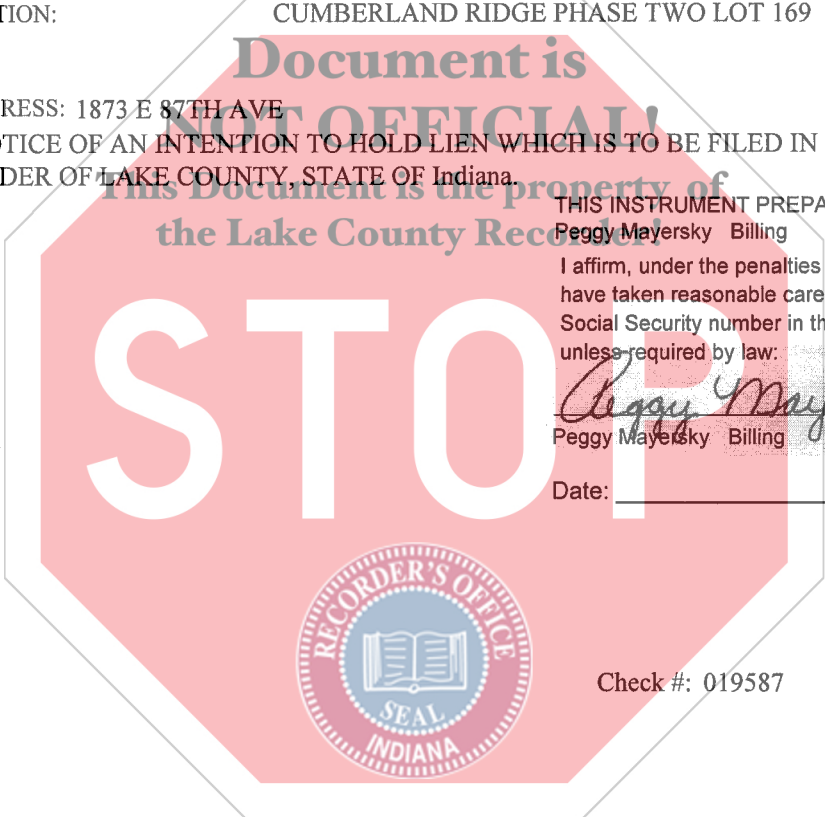 TION: CUMBERLAND RIDGE PHASE TWO LOT 169
Document is
RESS: 1873 E 87TH AVE
NOT OFFICIAL!
TICE OF AN INTENTION TO HOLD LIEN WHICH IS TO BE FILED IN
DER OF LAKE COUNTY, STATE OF Indiana.
This Document is the property of
the Lake County Recorder!
THIS INSTRUMENT PREPA
Peggy Mayersky Billing
I affirm, under the penalties
have taken reasonable care
Social Security number in th
unless required by law:
STOP
Peggy May
Peggy Mayersky Billing
Date:
RECORDER'S OFFICE
SEAL
INDIANA
Check #: 019587